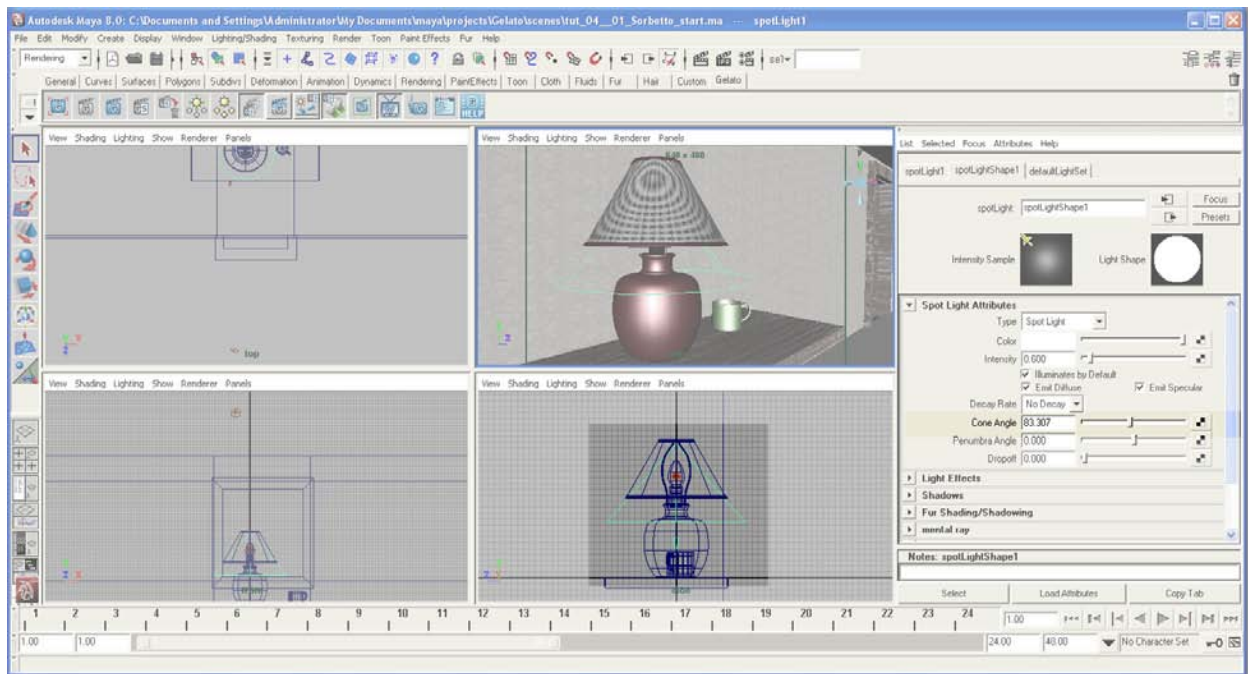 Autodesk Maya 8.0: C:\Documents and Settings\Administrator\My Documents\maya\projects\Gelato\scenes\tut_04__01_Sorbetto_start.ma --- spotLight1
File Edit Modify Create Display Window Lighting/Shading Texturing Render Toon Paint Effects Fur Help
Rendering
sel
General Curves Surfaces Polygons Subdivs Deformation Animation Dynamics Rendering PaintEffects Toon Cloth Fluids Fur Hair Custom Gelato
HELP
View Shading Lighting Show Renderer Panels
top
View Shading Lighting Show Renderer Panels
View Shading Lighting Show Renderer Panels
View Shading Lighting Show Renderer Panels
List Selected Focus Attributes Help
spotLight1 spotLightShape1 defaultLightSet
spotLight: spotLightShape1
Focus
Presets
Intensity Sample
Light Shape
Spot Light Attributes
Type Spot Light
Color
Intensity 0.600
Illuminates by Default
Emit Diffuse Emit Specular
Decay Rate No Decay
Cone Angle 83.307
Penumbra Angle 0.000
Dropoff 0.000
Light Effects
Shadows
Fur Shading/Shadowing
mental ray
Notes: spotLightShape1
Select Load Attributes Copy Tab
1 2 3 4 5 6 7 8 9 10 11 12 13 14 15 16 17 18 19 20 21 22 23 24
1.00
1.00 1.00 24.00 48.00 No Character Set